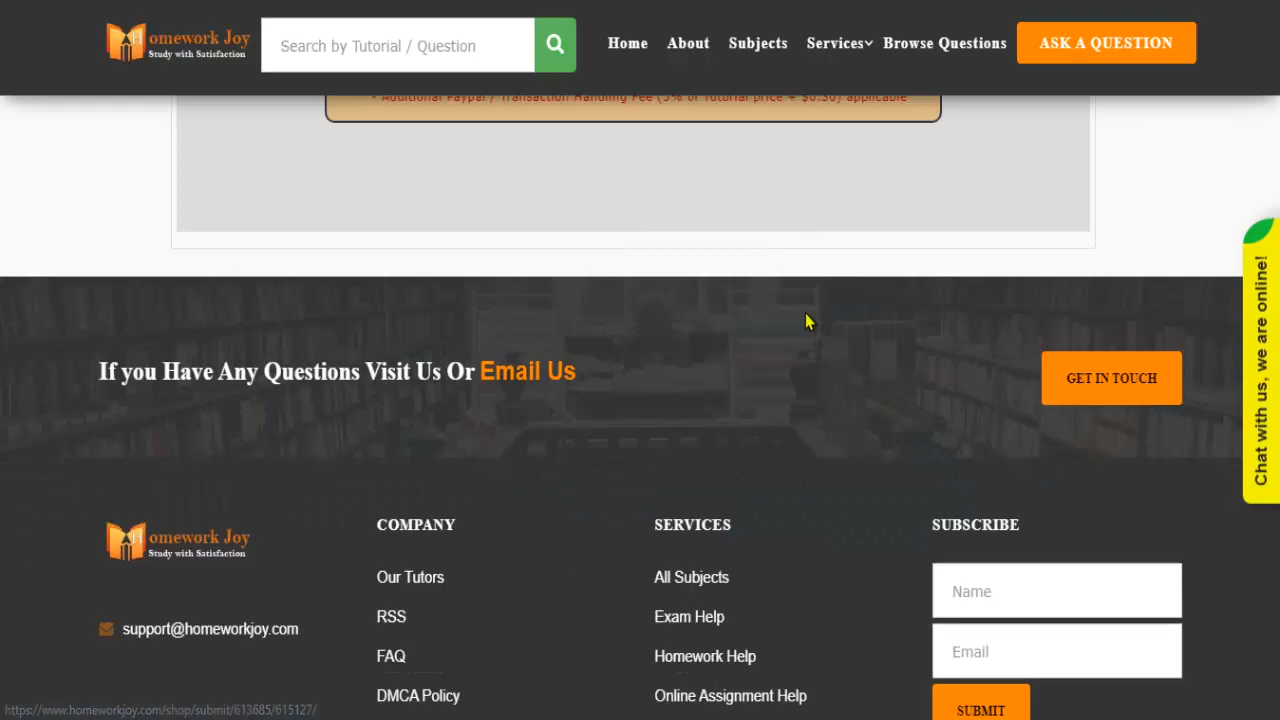 Homework Joy
Study with Satisfaction
Search by Tutorial / Question
Home
About
Subjects
Services
Browse Questions
ASK A QUESTION
- Additional Paypal / Transaction Handling Fee (5% of Tutorial price + $0.30) applicable
Chat with us, we are online!
If you Have Any Questions Visit Us Or Email Us
GET IN TOUCH
Homework Joy
Study with Satisfaction
support@homeworkjoy.com
COMPANY
Our Tutors
RSS
FAQ
DMCA Policy
SERVICES
All Subjects
Exam Help
Homework Help
Online Assignment Help
SUBSCRIBE
Name
Email
SUBMIT
https://www.homeworkjoy.com/shop/submit/613685/615127/